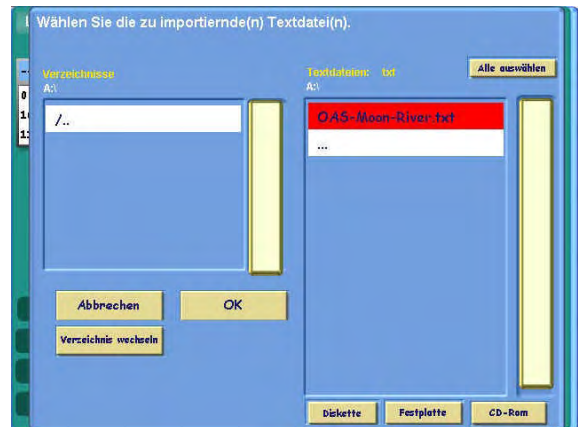 Wählen Sie die zu importiernde(n) Textdatei(n).
Verzeichnisse
A:\
/..
Textdateien: txt
Alle auswählen
A:\
OAS-Moon-River.txt
...
Abbrechen
OK
Verzeichnis wechseln
Diskette
Festplatte
CD-Rom